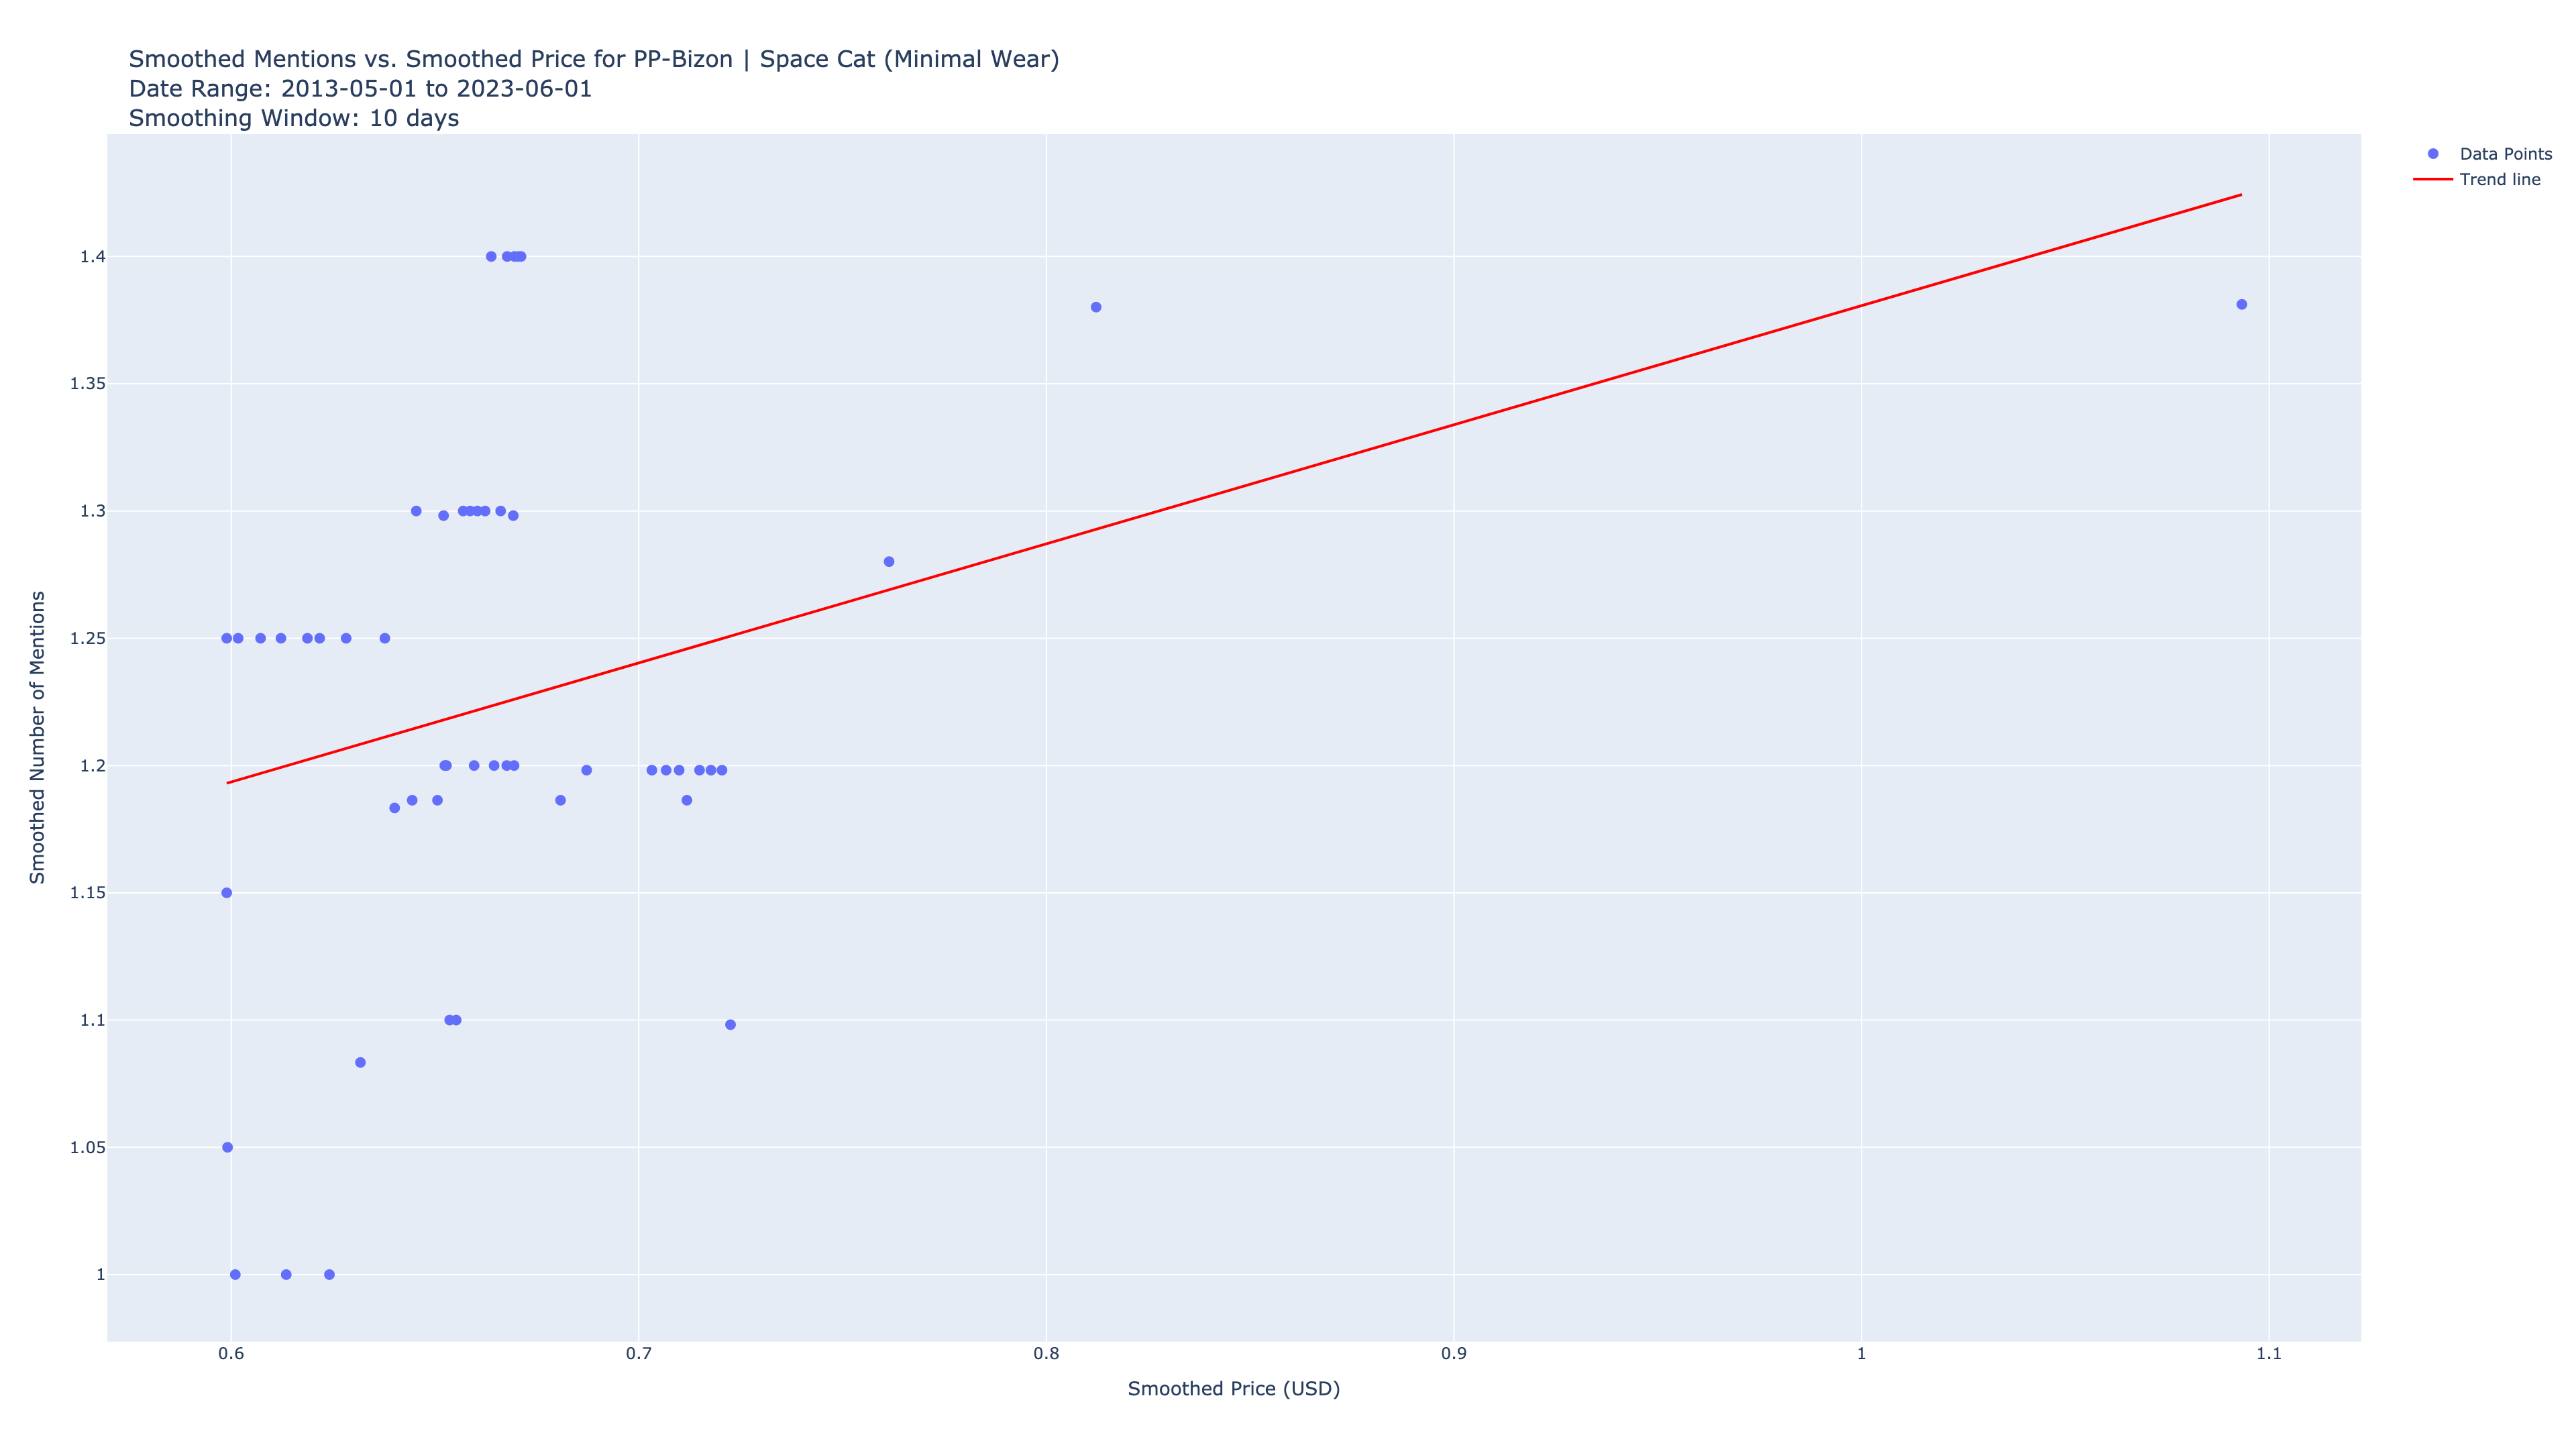 Smoothed Mentions vs. Smoothed Price for PP-Bizon | Space Cat (Minimal Wear)
Date Range: 2013-05-01 to 2023-06-01
Smoothing Window: 10 days
Data Points
Trend line
1.4
1.35
1.3
1.25
1.2
1.15
1.1
1.05
1
Smoothed Number of Mentions
0.6
0.7
0.8
0.9
1
1.1
Smoothed Price (USD)